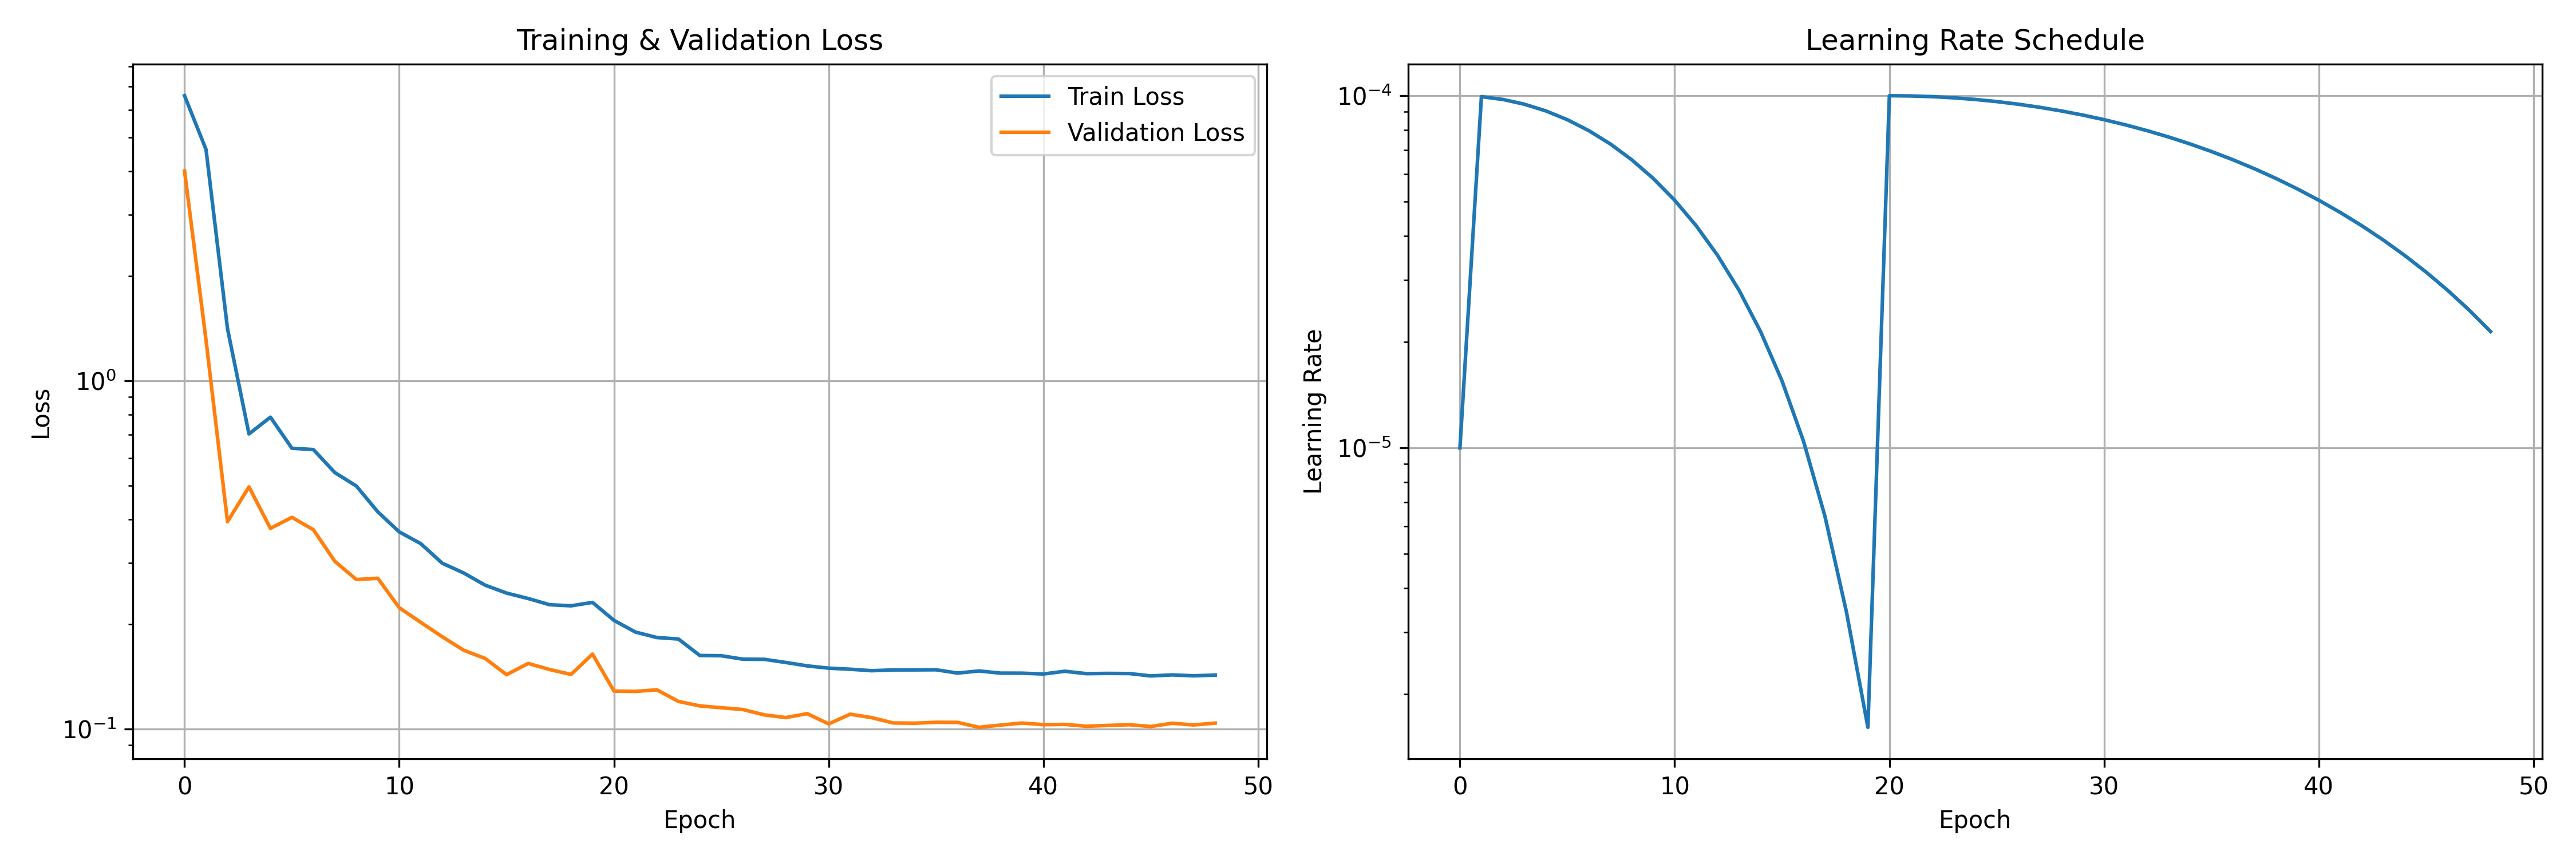 Training & Validation Loss
Train Loss
Validation Loss
10⁰
10⁻¹
Loss
0 10 20 30 40 50
Epoch
Learning Rate Schedule
10⁻⁴
10⁻⁵
Learning Rate
0 10 20 30 40 50
Epoch